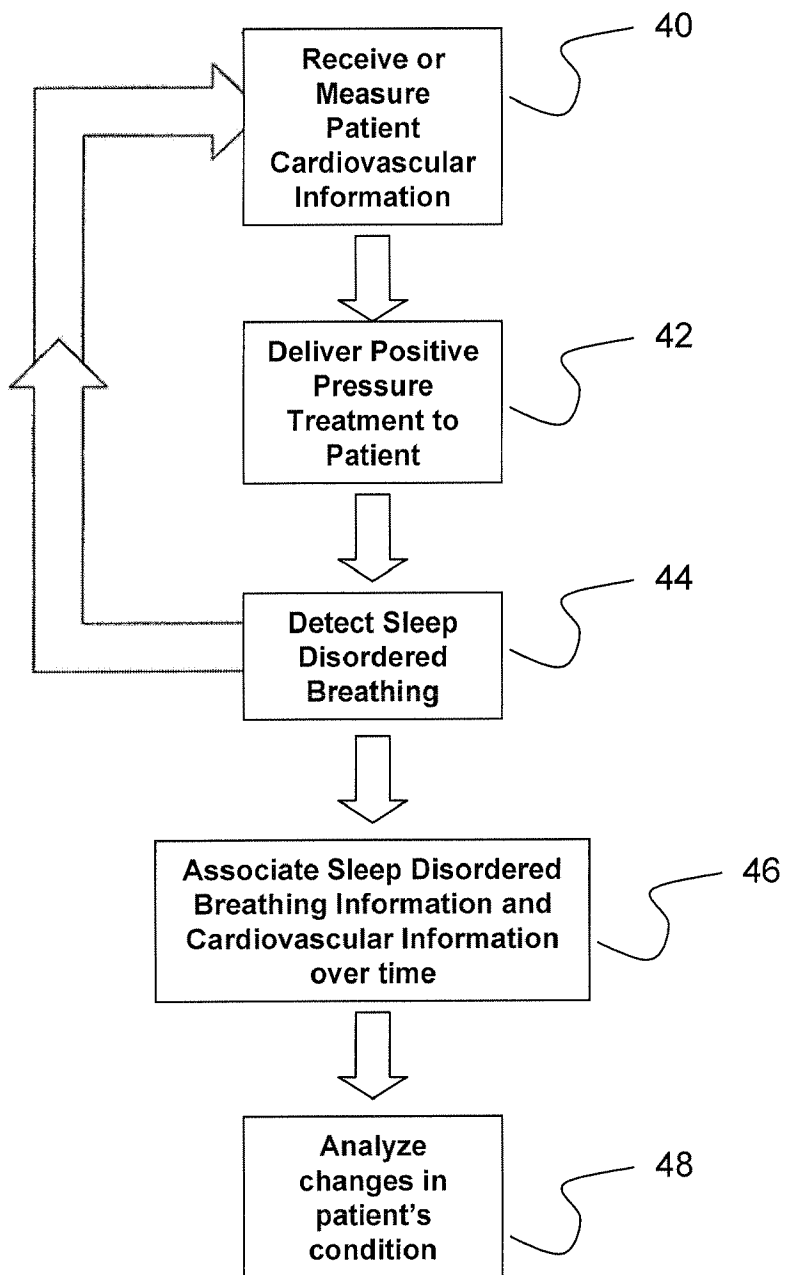 Receive or
Measure
Patient
Cardiovascular
Information
40
Deliver Positive
Pressure
Treatment to
Patient
42
Detect Sleep
Disordered
Breathing
44
Associate Sleep Disordered
Breathing Information and
Cardiovascular Information
over time
46
Analyze
changes in
patient's
condition
48